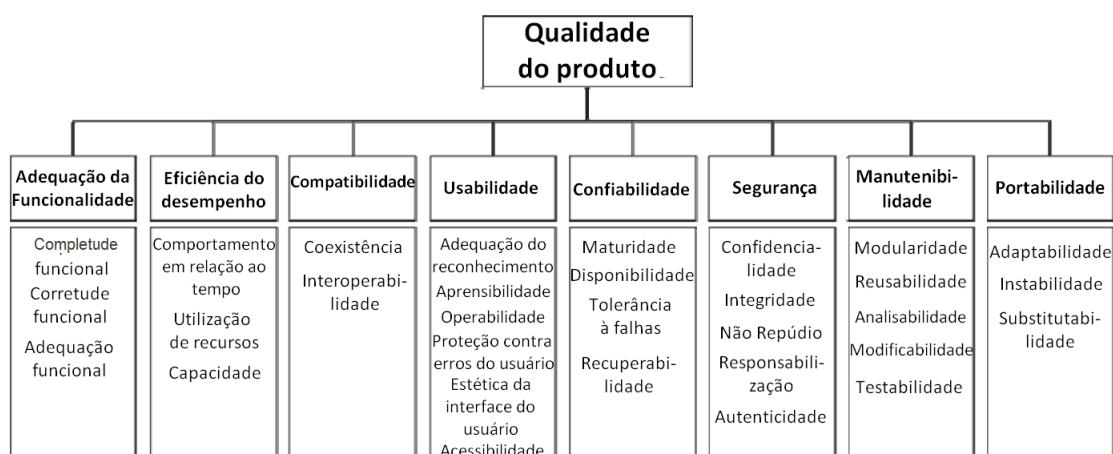 Qualidade
do produto
Adequação da
Funcionalidade
Eficiência do
desempenho
Compatibilidade
Usabilidade
Confiabilidade
Segurança
Manutenibi-
lidade
Portabilidade
Completude
funcional
Corretude
funcional
Adequação
funcional
Comportamento
em relação ao
tempo
Utilização
de recursos
Capacidade
Coexistência
Interoperabi-
lidade
Adequação do
reconhecimento
Aprensibilidade
Operabilidade
Proteção contra
erros do usuário
Estética da
interface do
usuário
Acessibilidade
Maturidade
Disponibilidade
Tolerância
à falhas
Recuperabi-
lidade
Confidencia-
lidade
Integridade
Não Repúdio
Responsabili-
zação
Autenticidade
Modularidade
Reusabilidade
Analisabilidade
Modificabilidade
Testabilidade
Adaptabilidade
Instabilidade
Substitutabi-
lidade